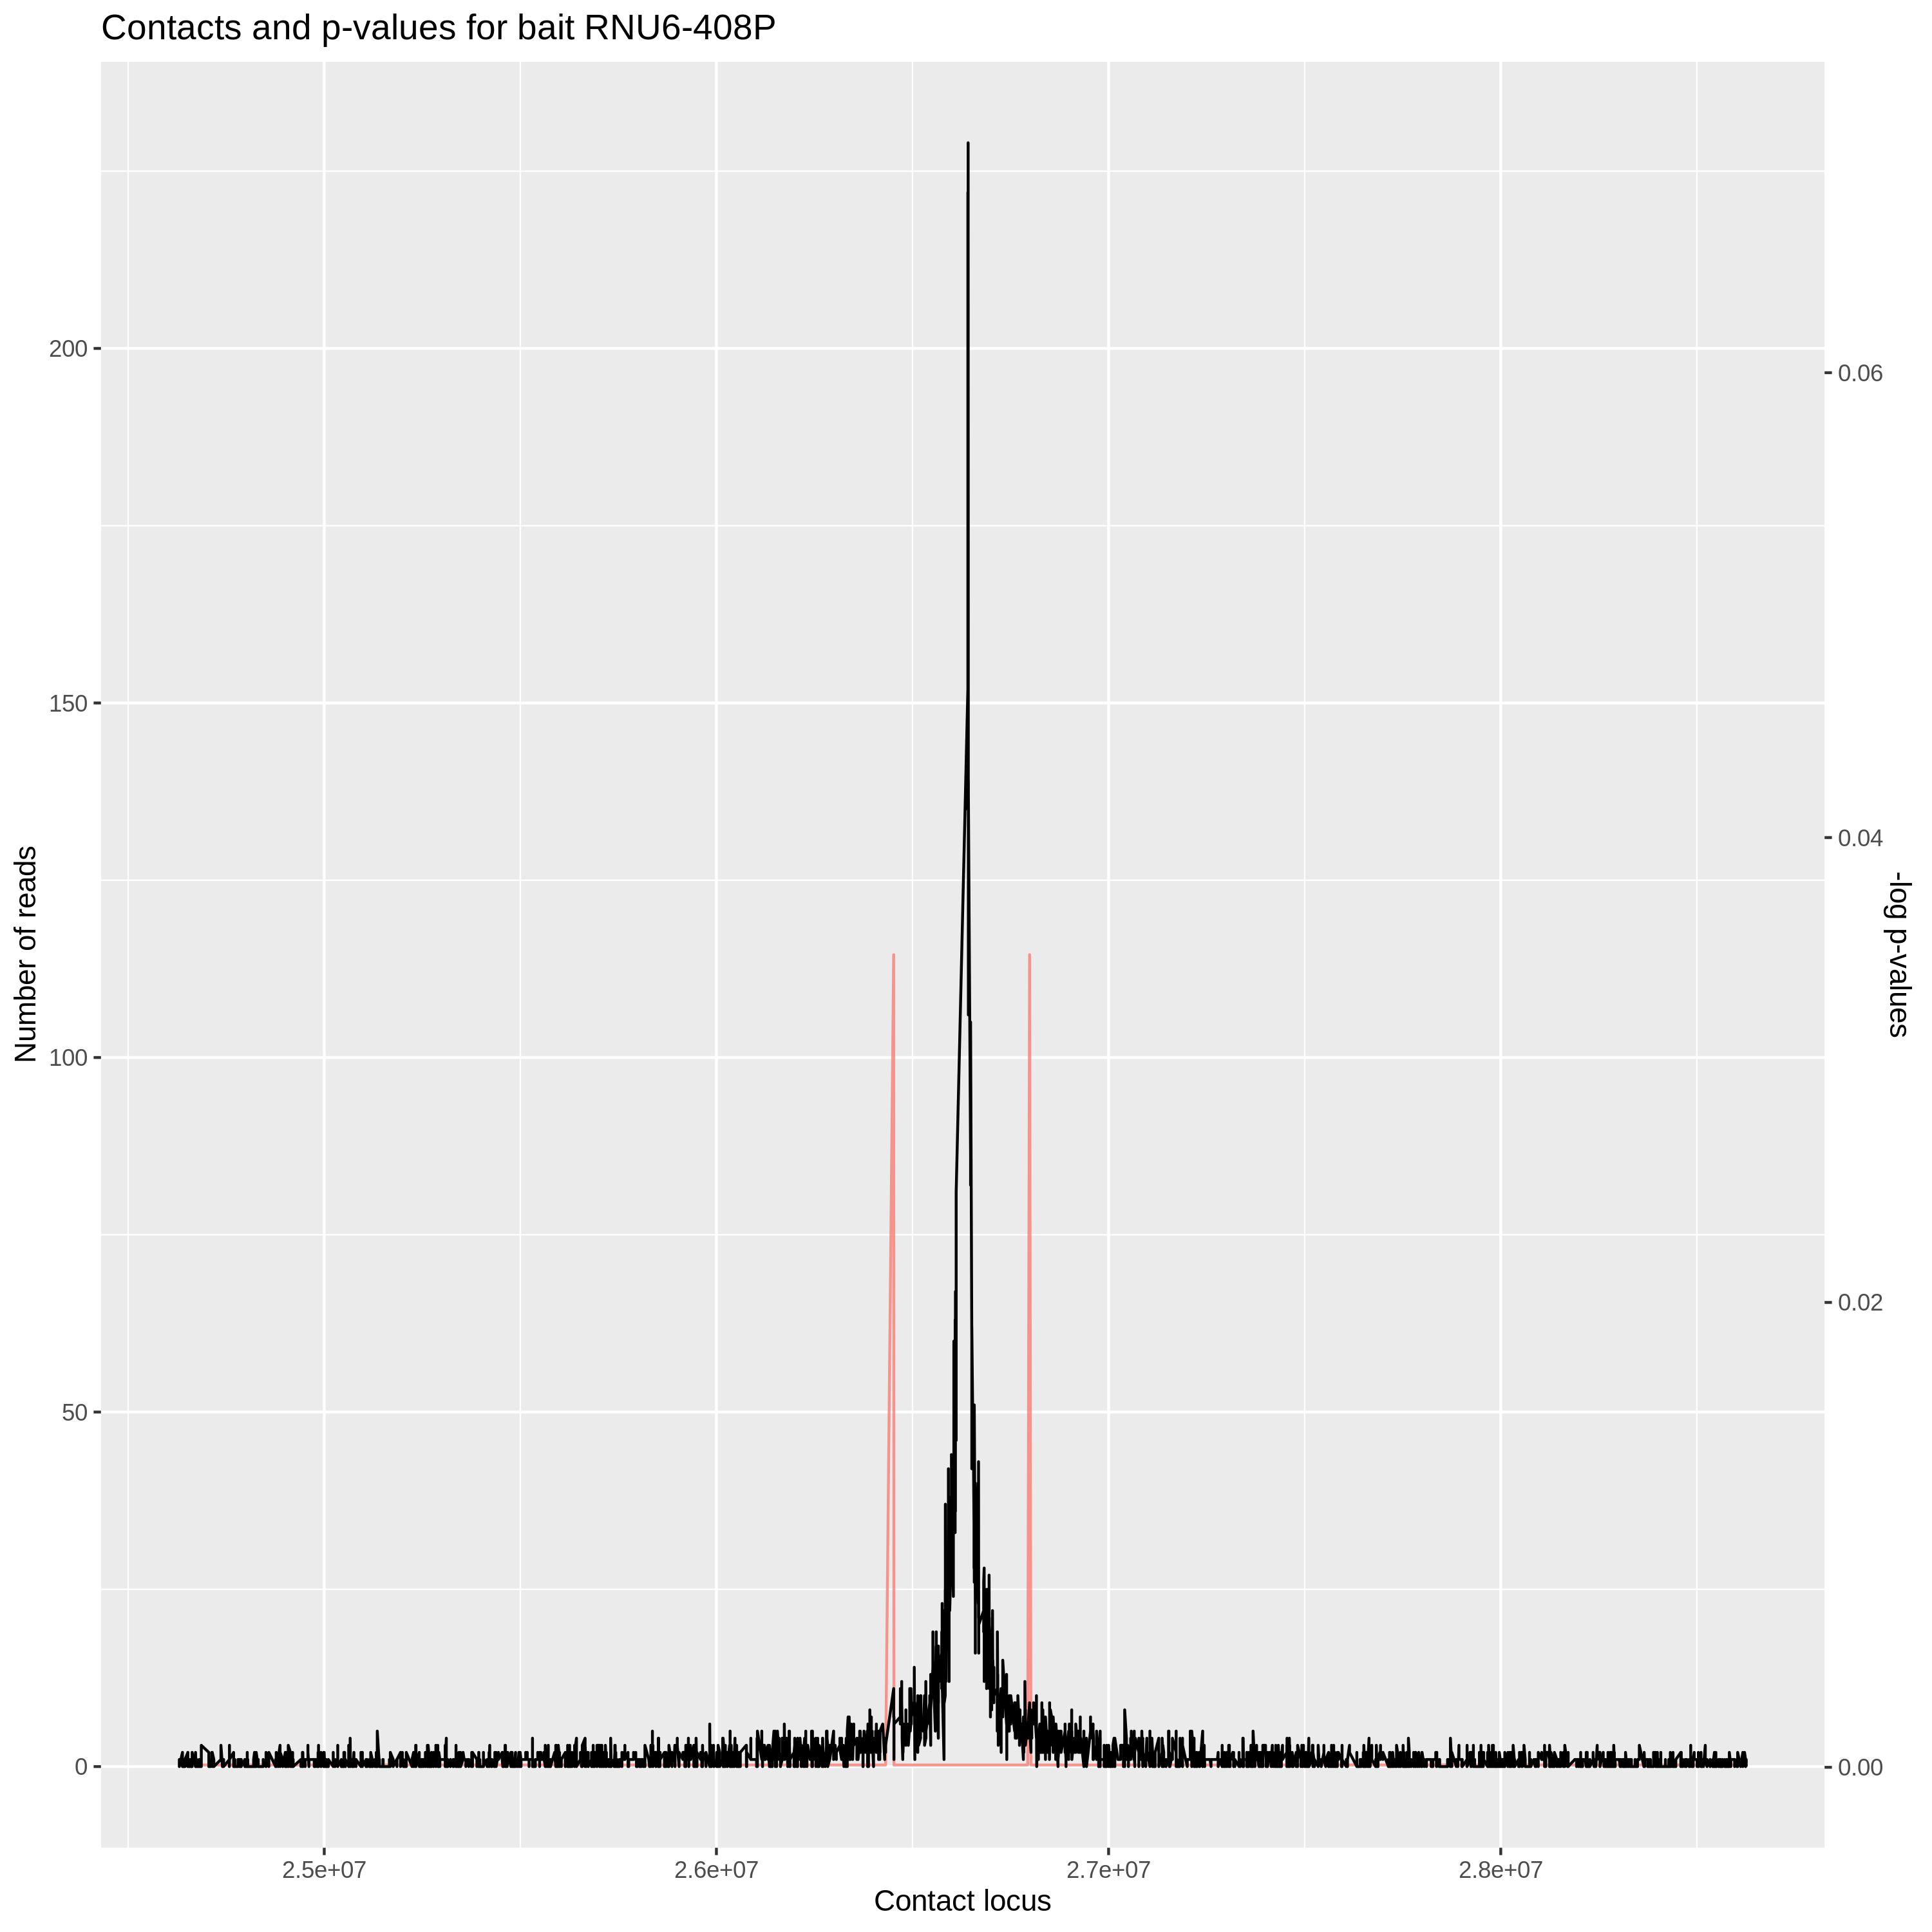 Contacts and p-values for bait RNU6-408P
200
150
100
50
0
Number of reads
0.06
0.04
0.02
0.00
-log p-values
2.5e+07
2.6e+07
2.7e+07
2.8e+07
Contact locus